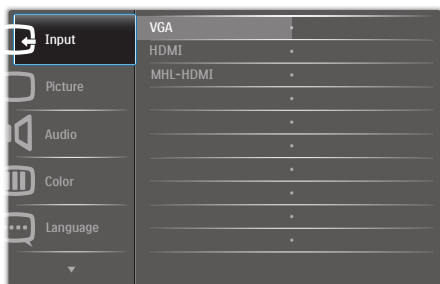 Input
Picture
Audio
Color
Language
VGA
HDMI
MHL-HDMI